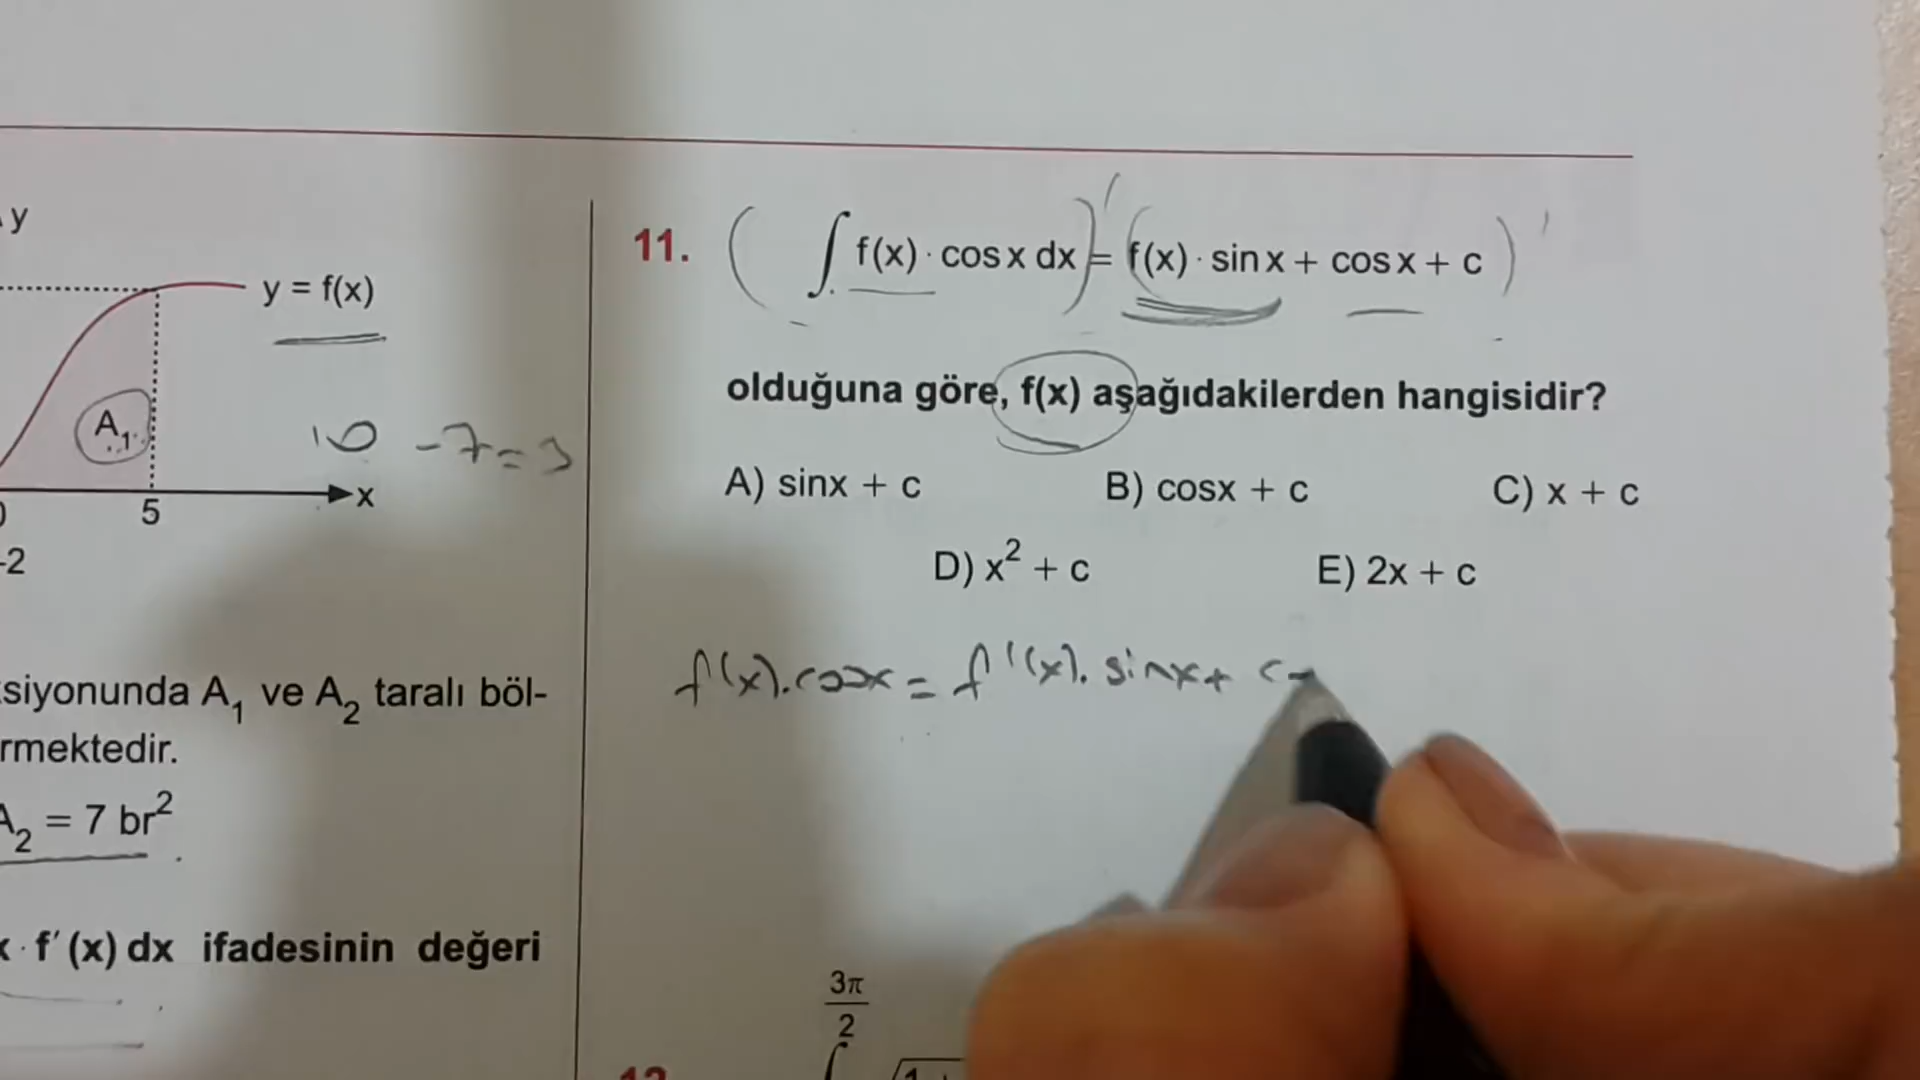 y
y = f(x)
A₁
10 -7=3
x
5
-2
siyonunda A₁ ve A₂ taralı böl-
rmektedir.
A₂ = 7 br²
x · f′(x) dx ifadesinin değeri
11. ( ∫ f(x) · cos x dx )′ = ( f(x) · sin x + cos x + c )′
olduğuna göre, f(x) aşağıdakilerden hangisidir?
A) sinx + c B) cosx + c C) x + c
D) x² + c E) 2x + c
f(x).cosx = f'(x).sinx+ c
3π
2
∫